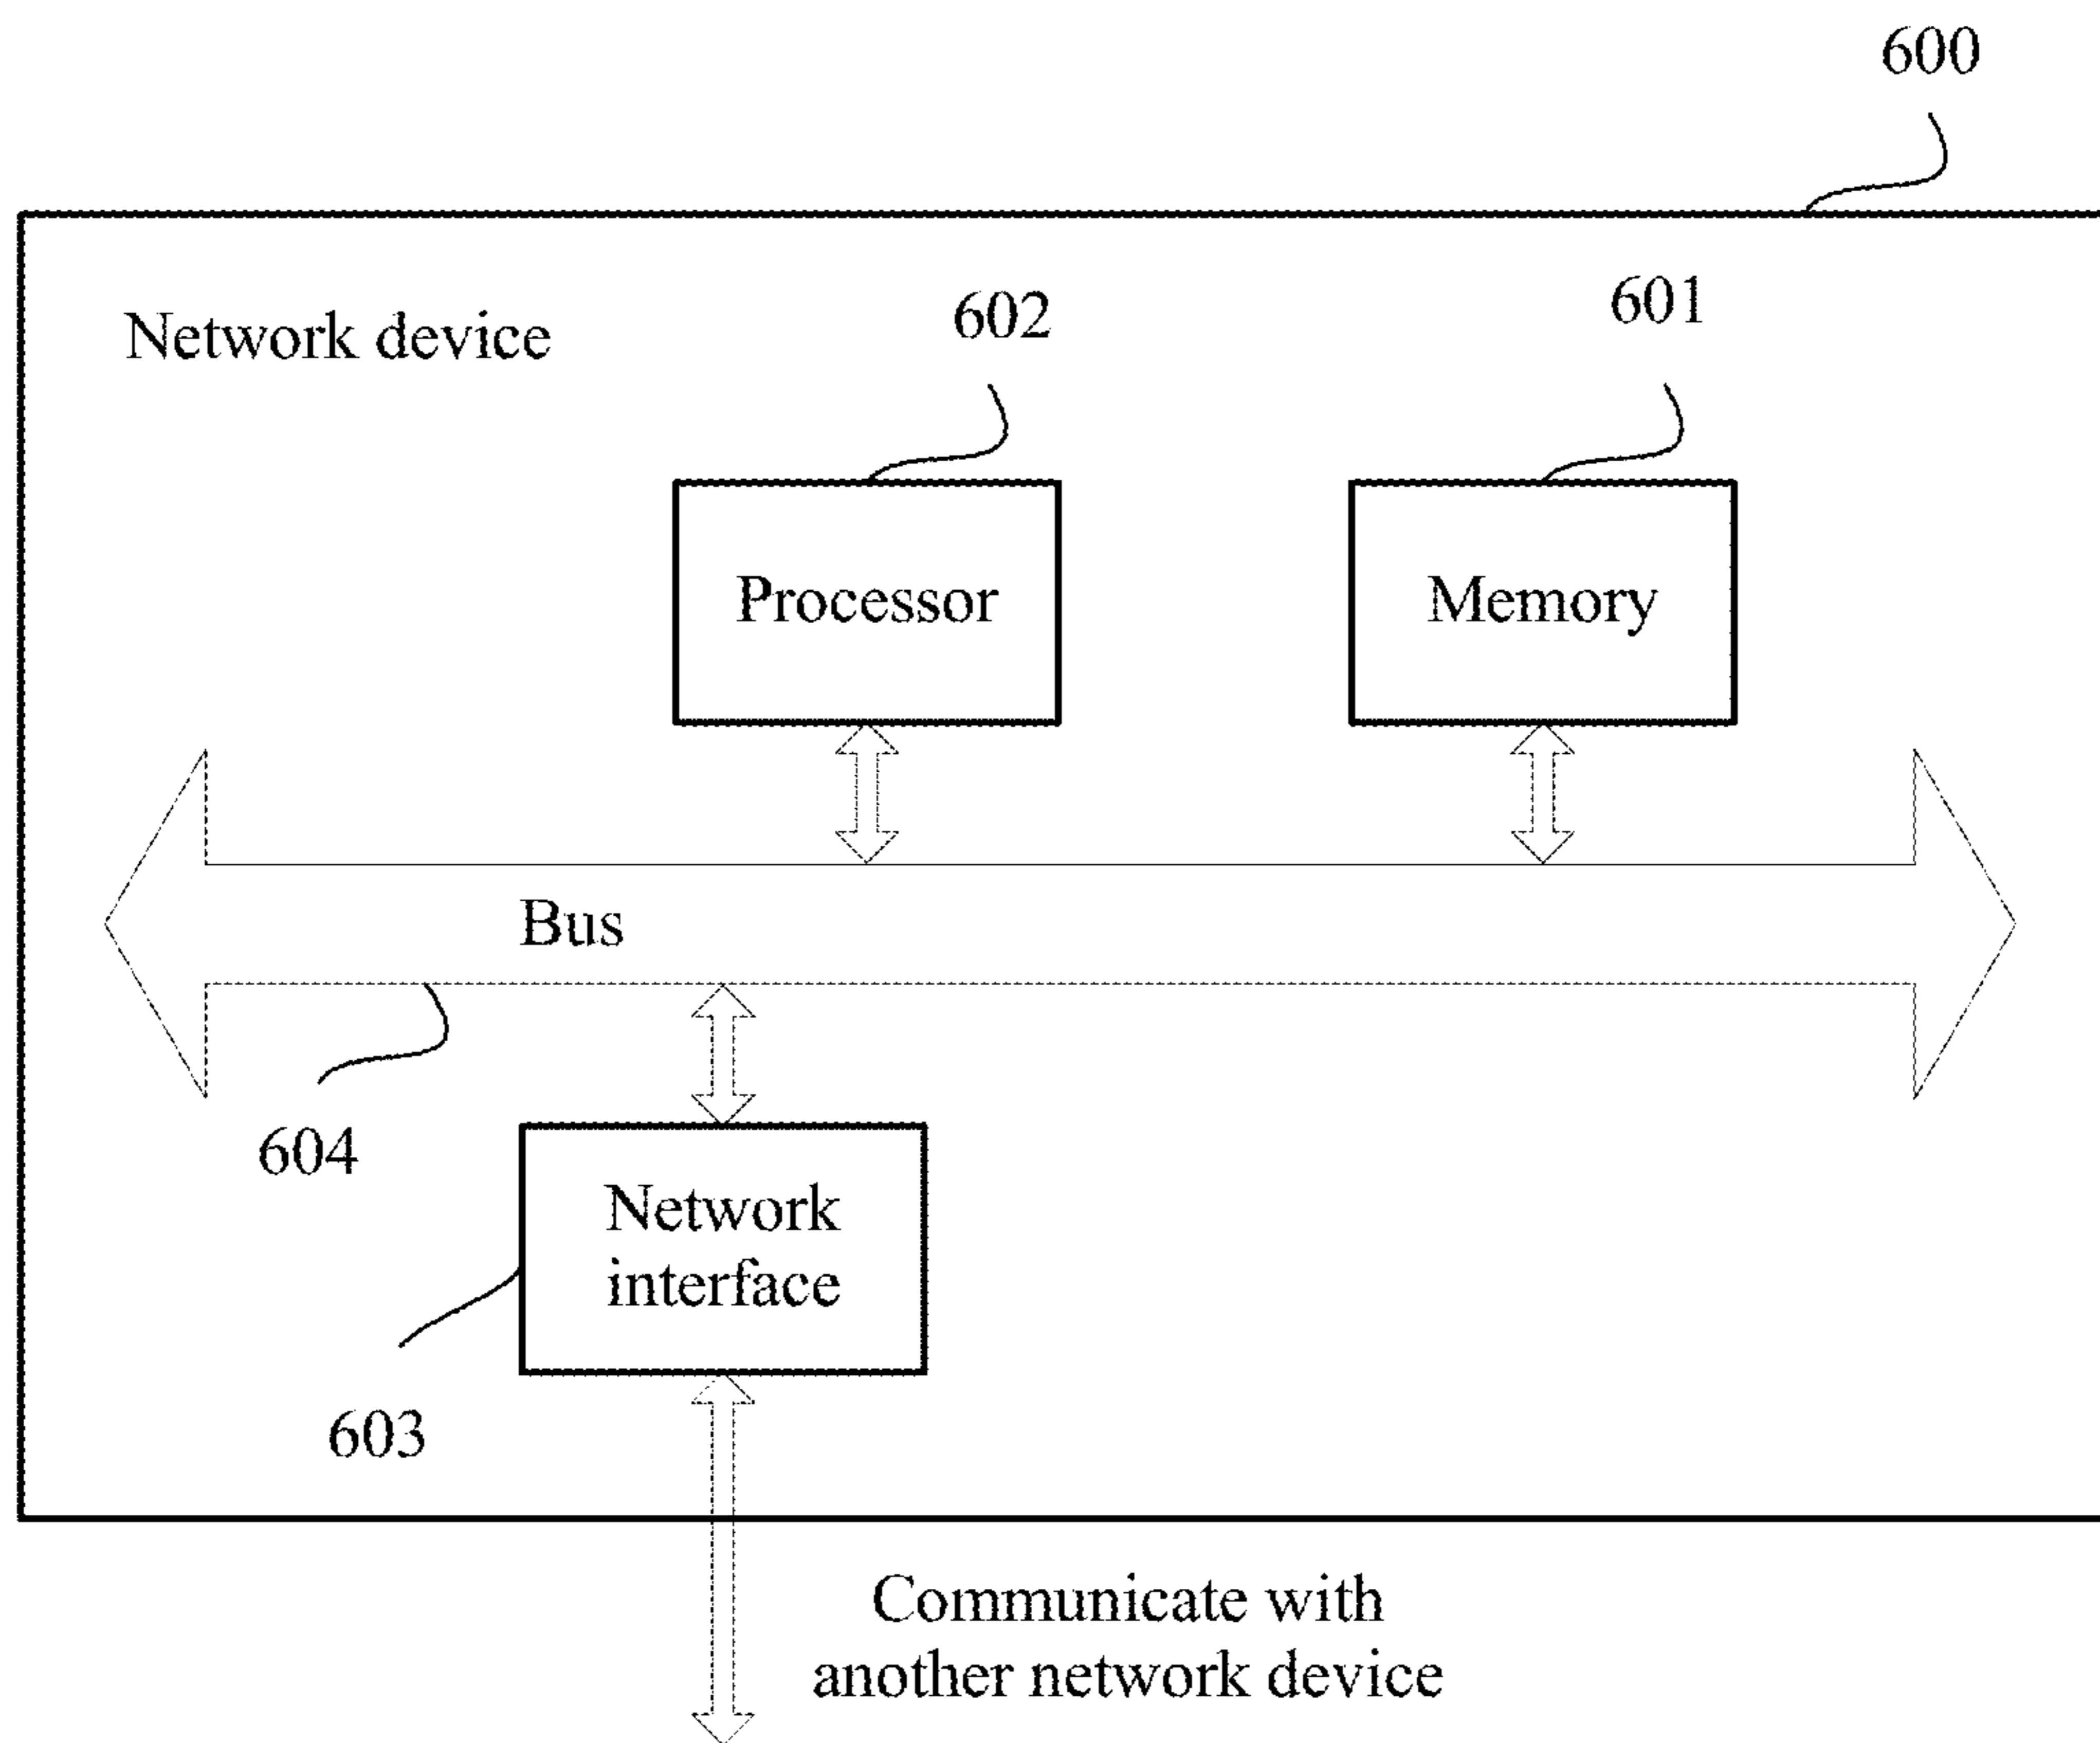 600
Network device
602
601
Processor
Memory
Bus
604
Network
interface
603
Communicate with
another network device